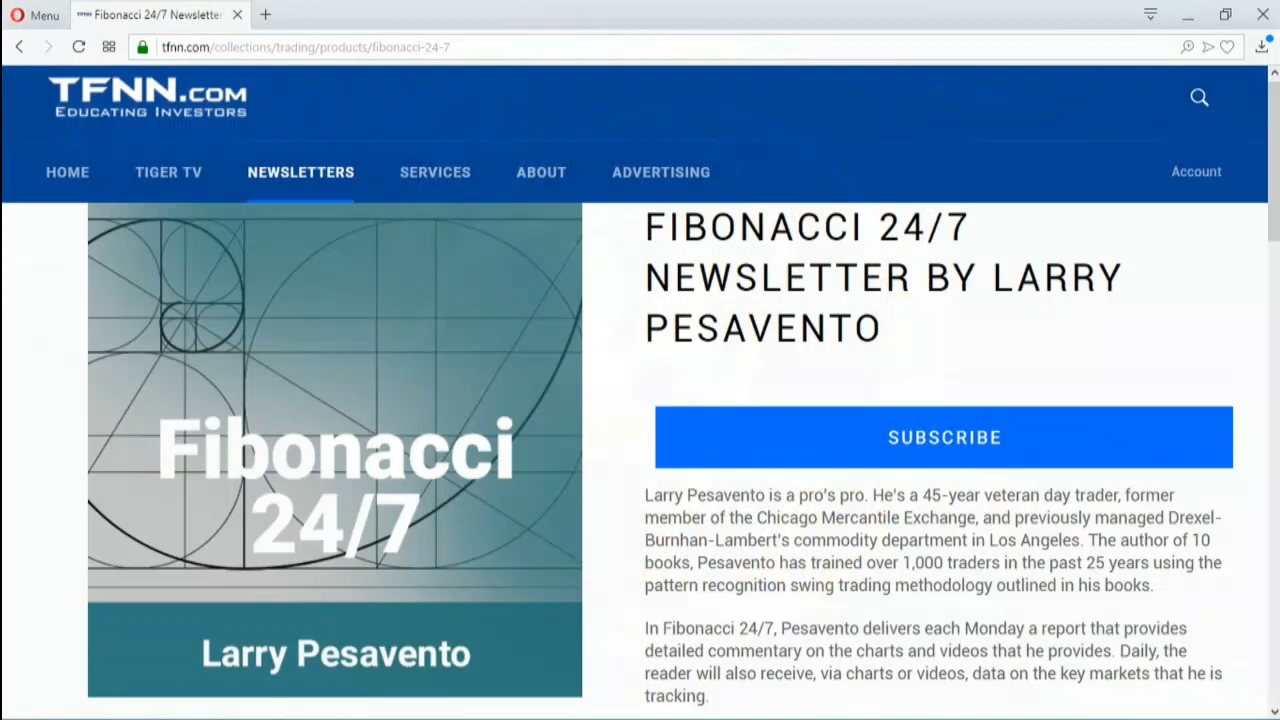 Menu
Fibonacci 24/7 Newsletter
tfnn.com/collections/trading/products/fibonacci-24-7
TFNN.COM
EDUCATING INVESTORS
HOME
TIGER TV
NEWSLETTERS
SERVICES
ABOUT
ADVERTISING
Account
Fibonacci
24/7
Larry Pesavento
FIBONACCI 24/7
NEWSLETTER BY LARRY
PESAVENTO
SUBSCRIBE
Larry Pesavento is a pro's pro. He's a 45-year veteran day trader, former
member of the Chicago Mercantile Exchange, and previously managed Drexel-
Burnhan-Lambert's commodity department in Los Angeles. The author of 10
books, Pesavento has trained over 1,000 traders in the past 25 years using the
pattern recognition swing trading methodology outlined in his books.
In Fibonacci 24/7, Pesavento delivers each Monday a report that provides
detailed commentary on the charts and videos that he provides. Daily, the
reader will also receive, via charts or videos, data on the key markets that he is
tracking.